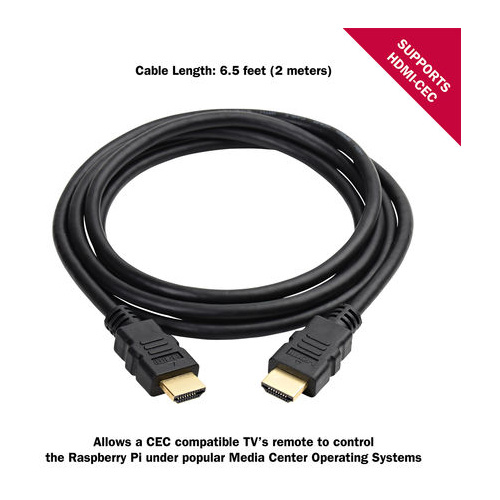 SUPPORTS
HDMI-CEC
Cable Length: 6.5 feet (2 meters)
Allows a CEC compatible TV's remote to control
the Raspberry Pi under popular Media Center Operating Systems